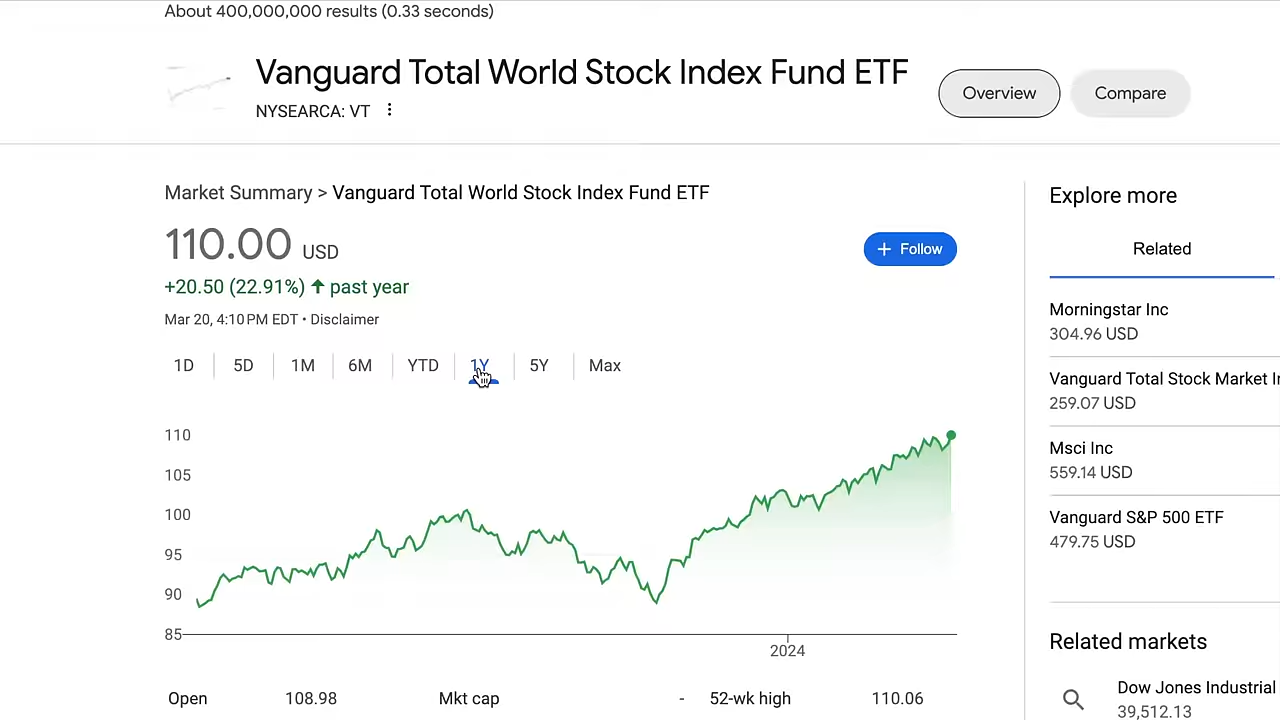 About 400,000,000 results (0.33 seconds)
Vanguard Total World Stock Index Fund ETF
NYSEARCA: VT
Overview
Compare
Market Summary > Vanguard Total World Stock Index Fund ETF
110.00 USD
+ Follow
+20.50 (22.91%) ↑ past year
Mar 20, 4:10 PM EDT • Disclaimer
1D 5D 1M 6M YTD 1Y 5Y Max
110
105
100
95
90
85
2024
Open 108.98 Mkt cap - 52-wk high 110.06
Explore more
Related
Morningstar Inc
304.96 USD
Vanguard Total Stock Market
259.07 USD
Msci Inc
559.14 USD
Vanguard S&P 500 ETF
479.75 USD
Related markets
Dow Jones Industrial
39,512.13